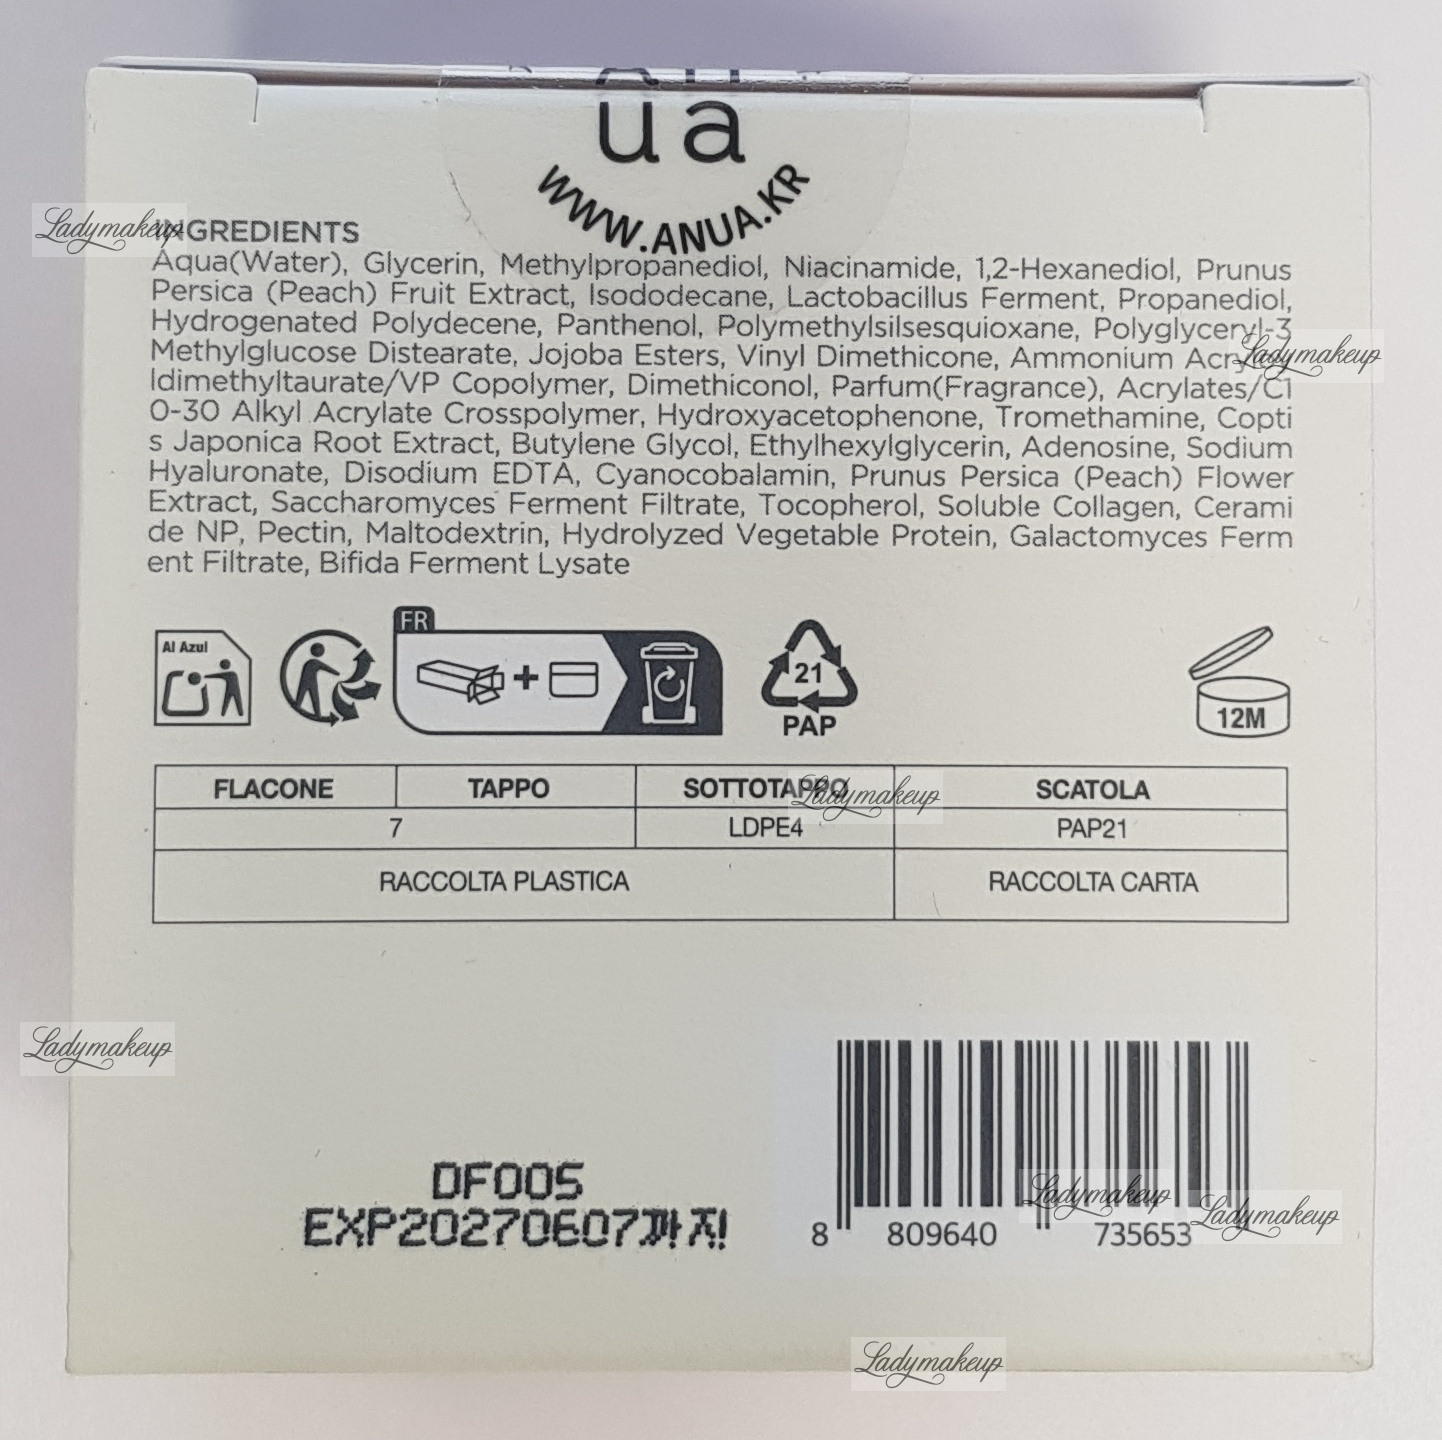 ua
WWW.ANUA.KR
INGREDIENTS
Aqua(Water), Glycerin, Methylpropanediol, Niacinamide, 1,2-Hexanediol, Prunus
Persica (Peach) Fruit Extract, Isododecane, Lactobacillus Ferment, Propanediol,
Hydrogenated Polydecene, Panthenol, Polymethylsilsesquioxane, Polyglyceryl-3
Methylglucose Distearate, Jojoba Esters, Vinyl Dimethicone, Ammonium Acryloy
ldimethyltaurate/VP Copolymer, Dimethiconol, Parfum(Fragrance), Acrylates/C1
0-30 Alkyl Acrylate Crosspolymer, Hydroxyacetophenone, Tromethamine, Copti
s Japonica Root Extract, Butylene Glycol, Ethylhexylglycerin, Adenosine, Sodium
Hyaluronate, Disodium EDTA, Cyanocobalamin, Prunus Persica (Peach) Flower
Extract, Saccharomyces Ferment Filtrate, Tocopherol, Soluble Collagen, Cerami
de NP, Pectin, Maltodextrin, Hydrolyzed Vegetable Protein, Galactomyces Ferm
ent Filtrate, Bifida Ferment Lysate
Al Azul
FR
21
PAP
12M
FLACONE TAPPO SOTTOTAPPO SCATOLA
7 LDPE4 PAP21
RACCOLTA PLASTICA RACCOLTA CARTA
DF005
EXP20270607까지
8 809640 735653
Ladymakeup
Ladymakeup
Ladymakeup
Ladymakeup
Ladymakeup
Ladymakeup
Ladymakeup